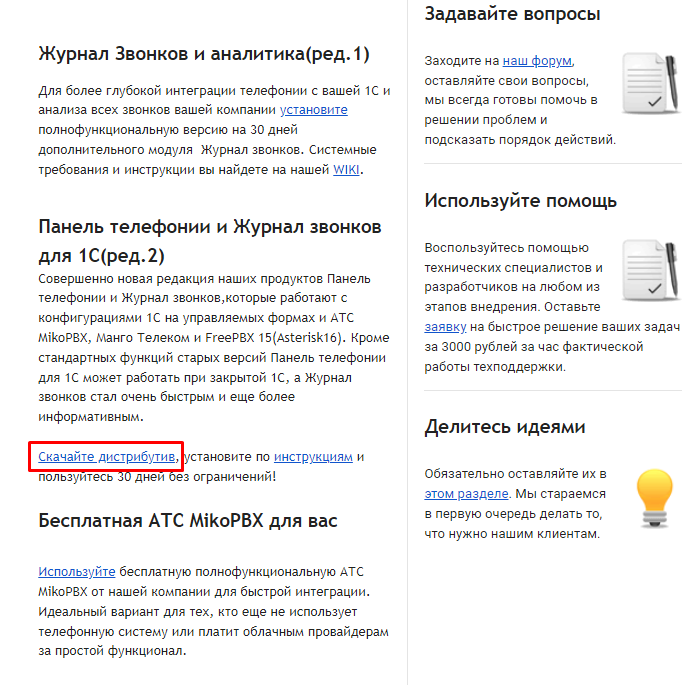 Журнал Звонков и аналитика(ред.1)
Для более глубокой интеграции телефонии с вашей 1С и
анализа всех звонков вашей компании установите
полнофункциональную версию на 30 дней
дополнительного модуля  Журнал звонков. Системные
требования и инструкции вы найдете на нашей WIKI.
Панель телефонии и Журнал звонков
для 1С(ред.2)
Совершенно новая редакция наших продуктов Панель
телефонии и Журнал звонков,которые работают с
конфигурациями 1С на управляемых формах и АТС
MikoPBX, Манго Телеком и FreePBX 15(Asterisk16). Кроме
стандартных функций старых версий Панель телефонии
для 1С может работать при закрытой 1С, а Журнал
звонков стал очень быстрым и еще более
информативным.
Скачайте дистрибутив, установите по инструкциям и
пользуйтесь 30 дней без ограничений!
Бесплатная АТС MikoPBX для вас
Используйте бесплатную полнофункциональную АТС
MikoPBX от нашей компании для быстрой интеграции.
Идеальный вариант для тех, кто еще не использует
телефонную систему или платит облачным провайдерам
за простой функционал.
Задавайте вопросы
Заходите на наш форум,
оставляйте свои вопросы,
мы всегда готовы помочь в
решении проблем и
подсказать порядок действий.
Используйте помощь
Воспользуйтесь помощью
технических специалистов и
разработчиков на любом из
этапов внедрения. Оставьте
заявку на быстрое решение ваших задач
за 3000 рублей за час фактической
работы техподдержки.
Делитесь идеями
Обязательно оставляйте их в
этом разделе. Мы стараемся
в первую очередь делать то,
что нужно нашим клиентам.